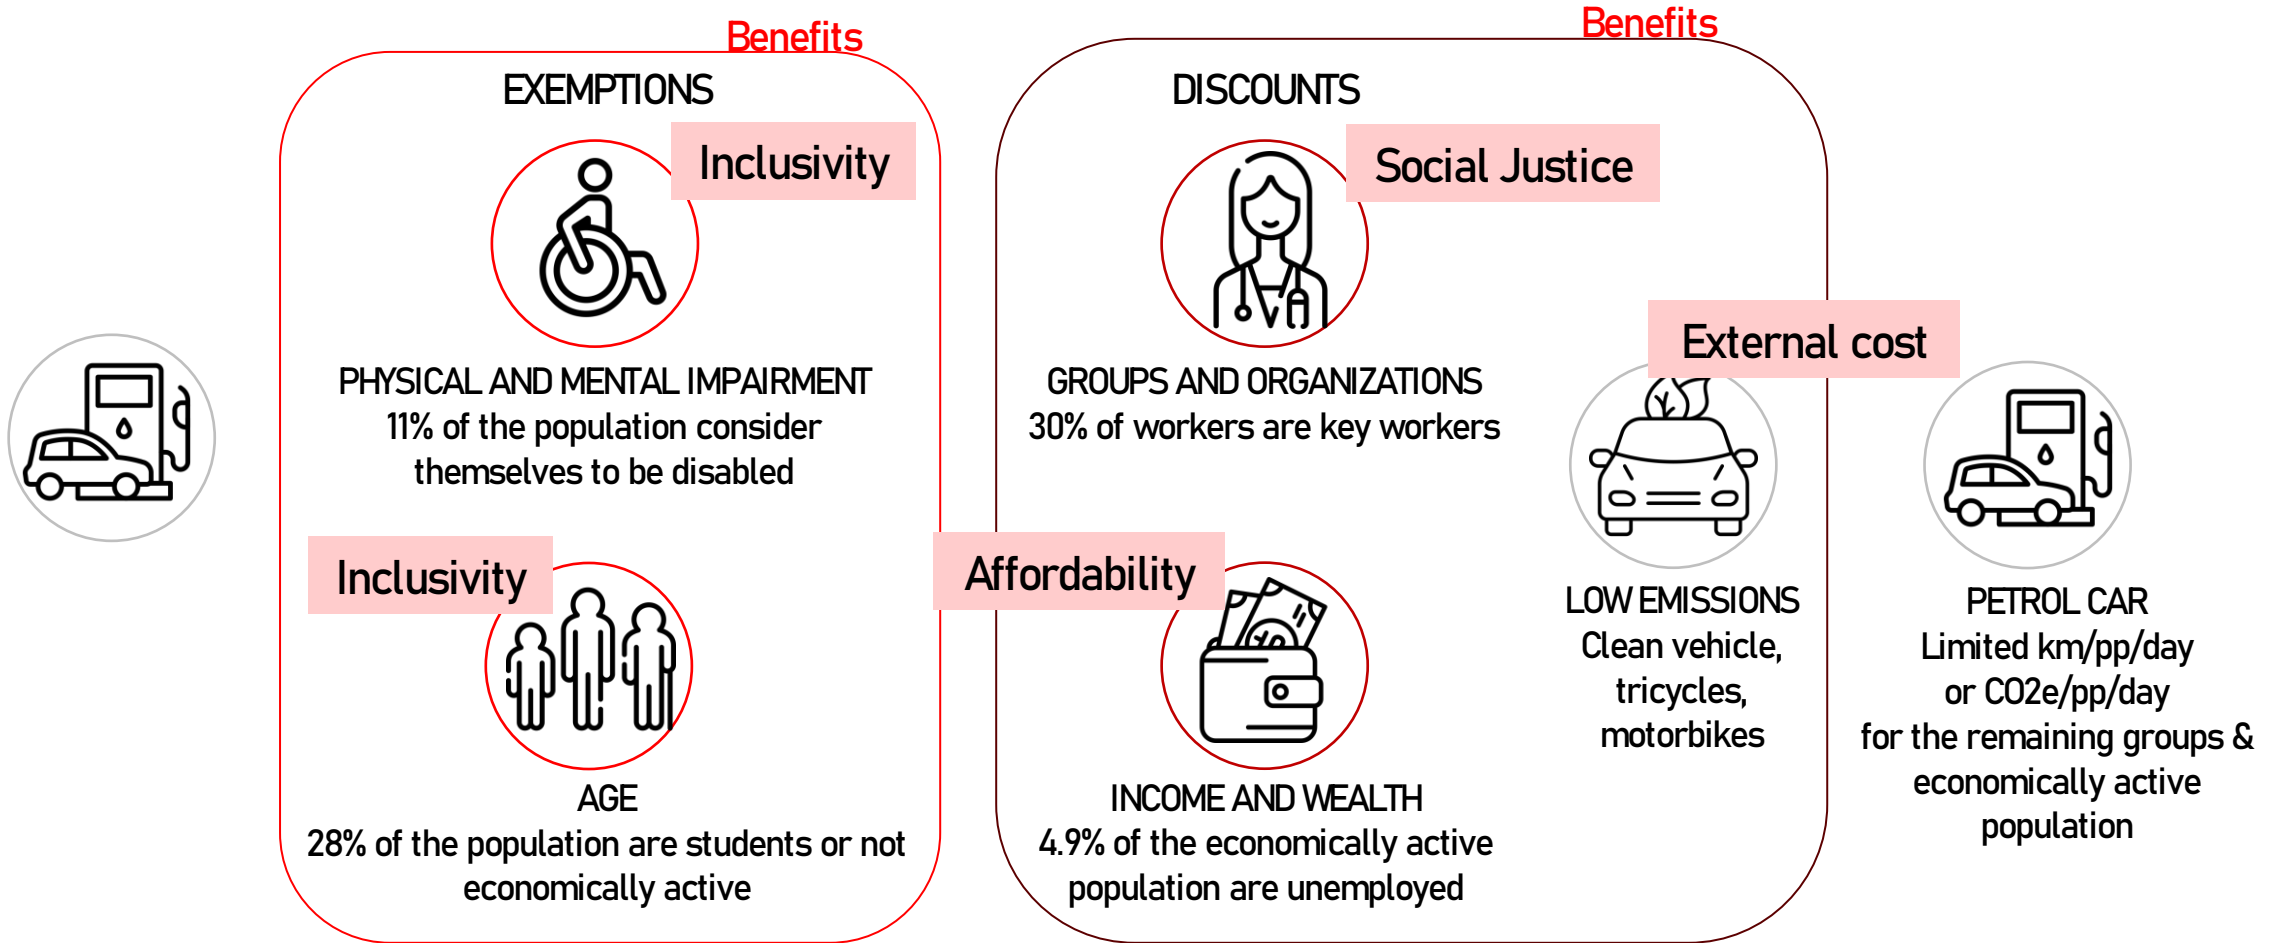 Benefits
EXEMPTIONS
Inclusivity
PHYSICAL AND MENTAL IMPAIRMENT
11% of the population consider
themselves to be disabled
Inclusivity
AGE
28% of the population are students or not
economically active
Benefits
DISCOUNTS
Social Justice
GROUPS AND ORGANIZATIONS
30% of workers are key workers
Affordability
INCOME AND WEALTH
4.9% of the economically active
population are unemployed
External cost
LOW EMISSIONS
Clean vehicle,
tricycles,
motorbikes
PETROL CAR
Limited km/pp/day
or CO2e/pp/day
for the remaining groups &
economically active
population